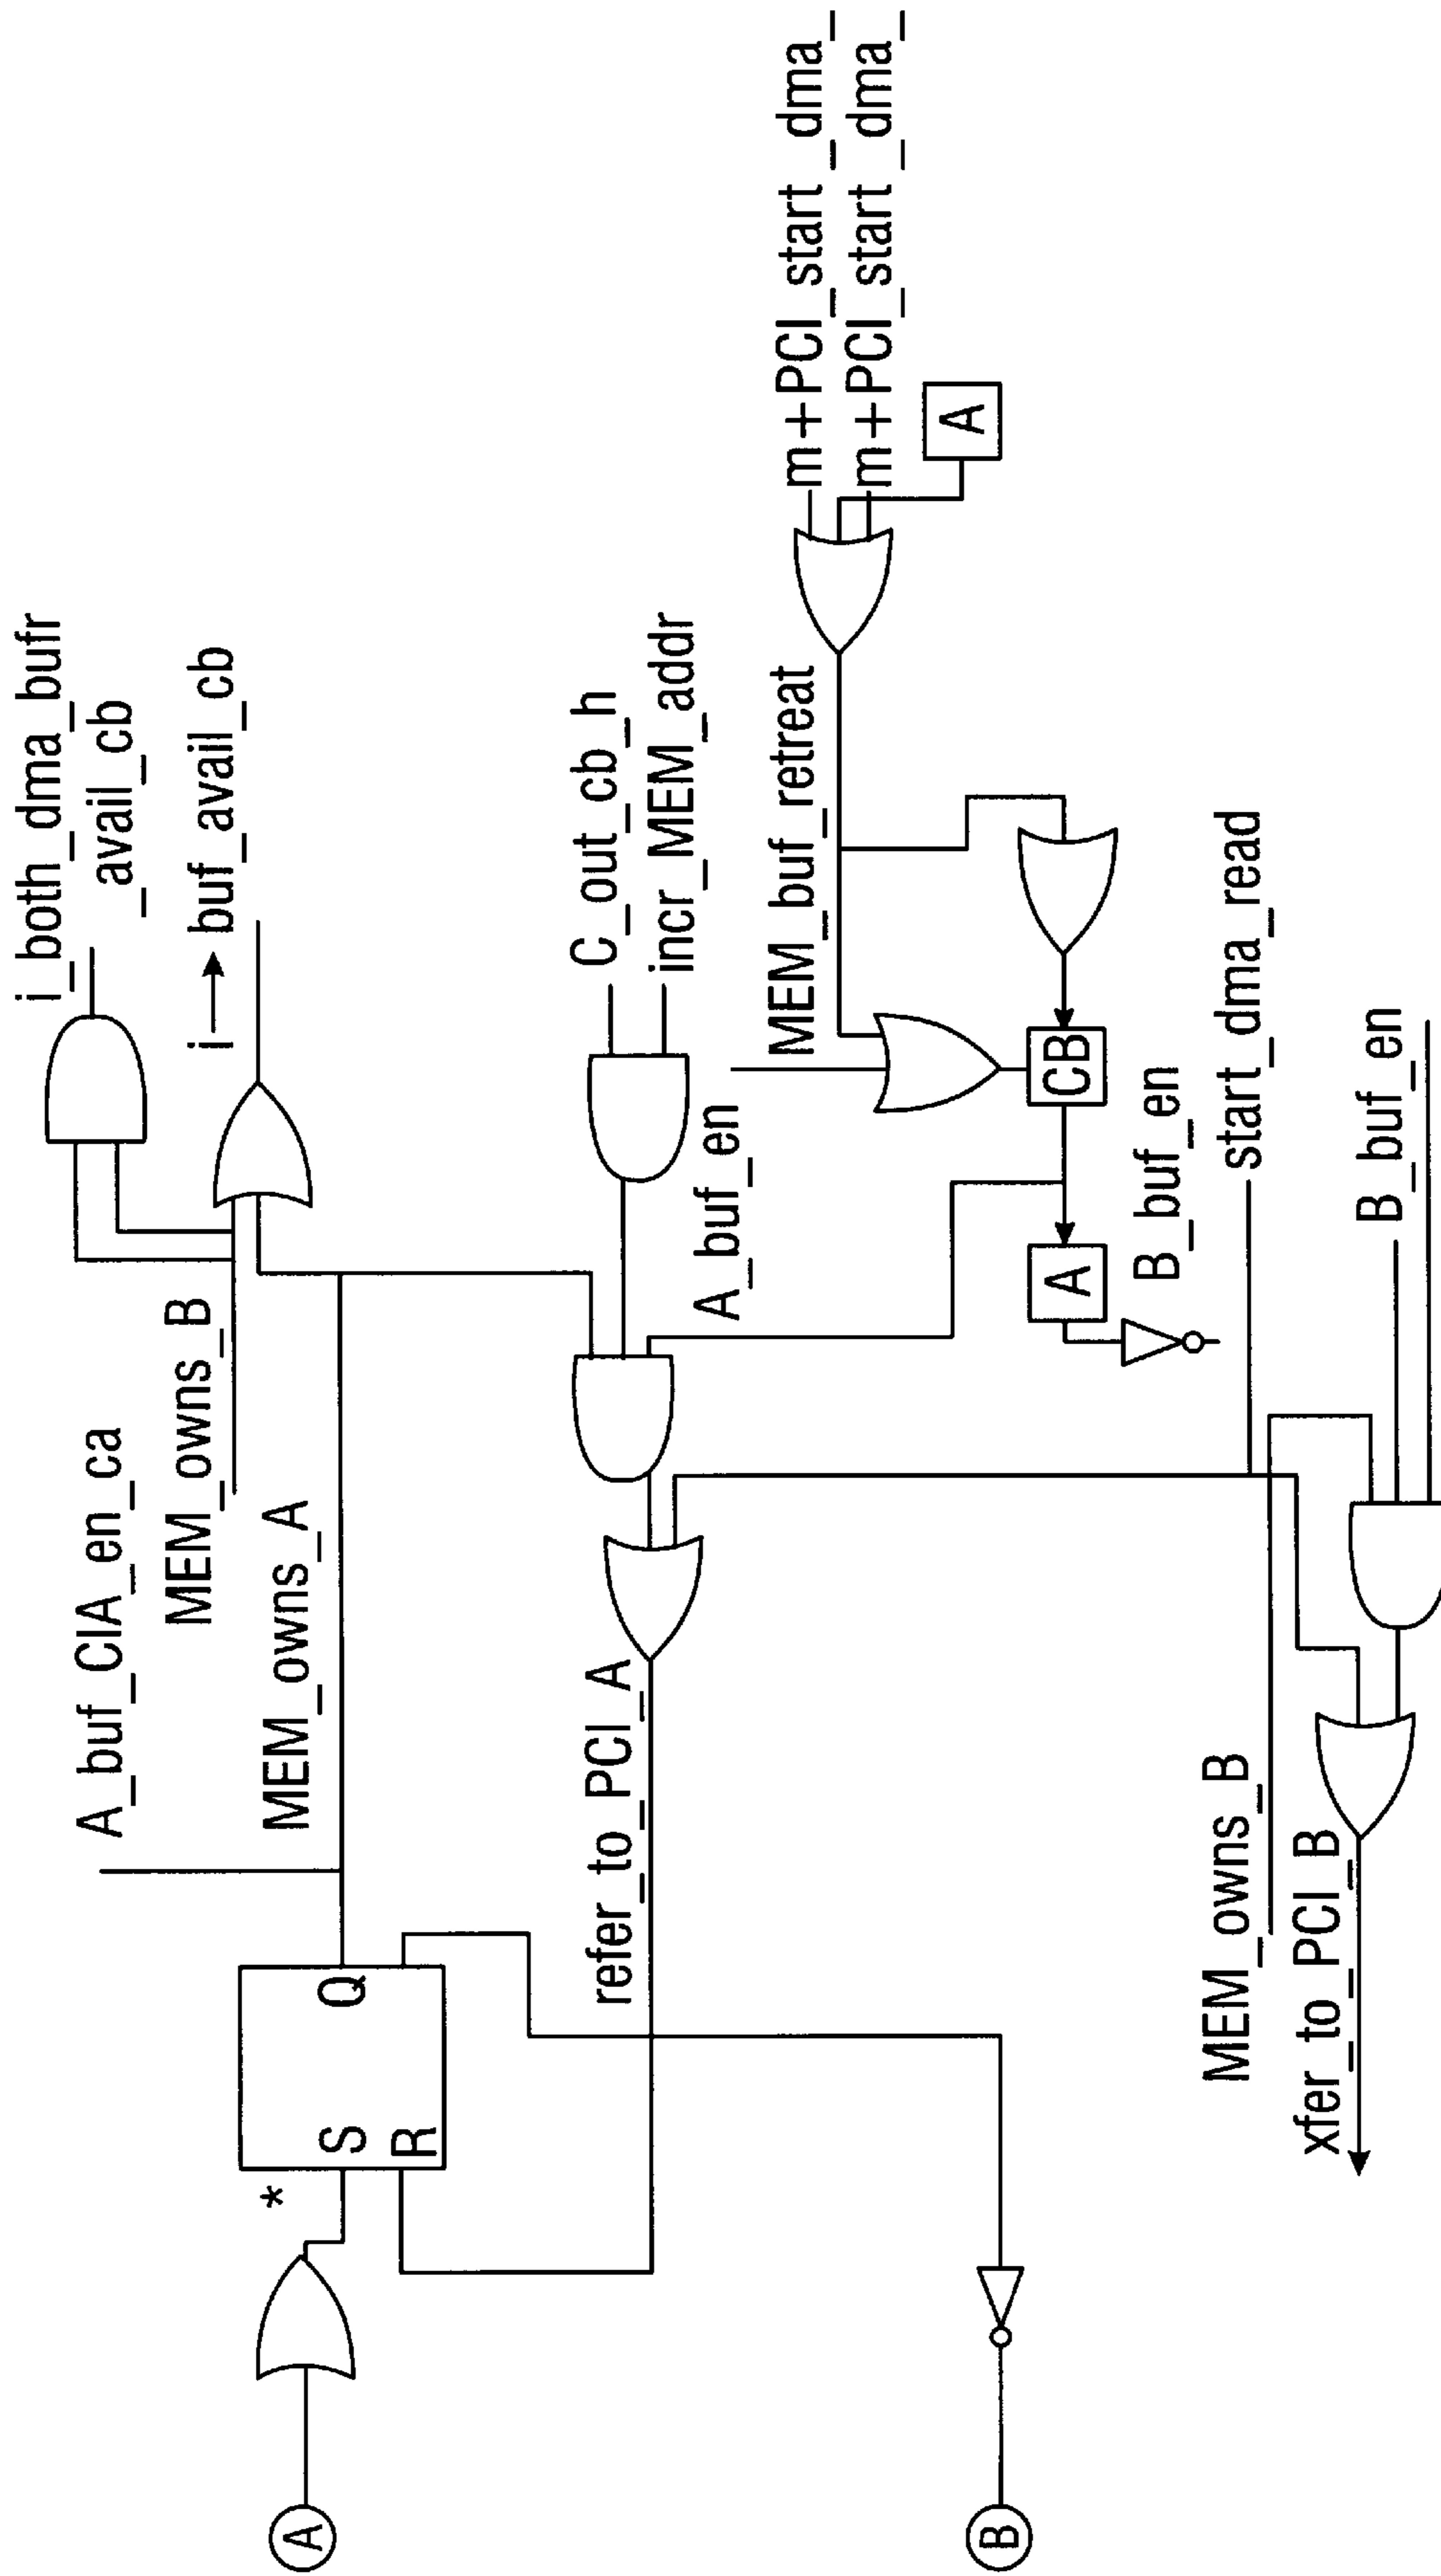 i_both_dma_bufr
_avail_cb
i→buf_avail_cb
A_buf_CIA_en_ca
MEM_owns_B
MEM_owns_A
A
*
S
Q
R
C_out_cb_h
incr_MEM_addr
refer_to_PCI_A
A_buf_en
MEM_buf_retreat
m+PCI_start_dma_
m+PCI_start_dma_
A
CB
A
B_buf_en
B
start_dma_read
MEM_owns_B
xfer_to_PCI_B
B_buf_en